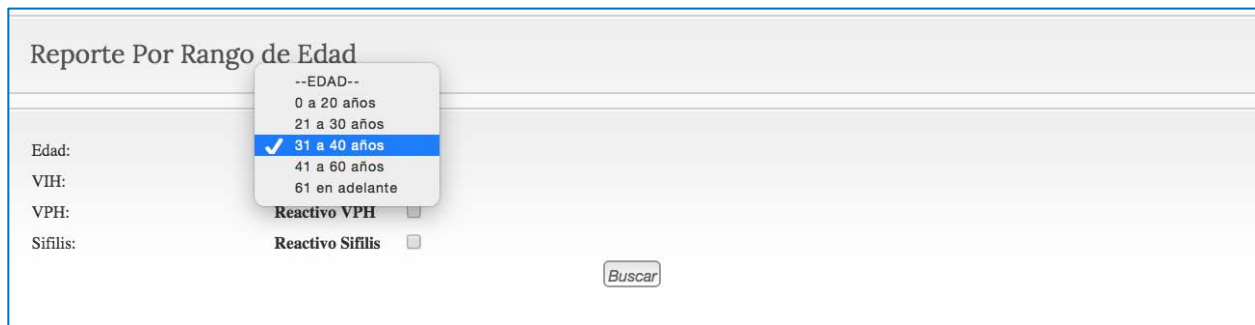 Reporte Por Rango de Edad
--EDAD--
0 a 20 años
21 a 30 años
Edad:
31 a 40 años
41 a 60 años
VIH:
61 en adelante
VPH:
Reactivo VPH
Sifilis:
Reactivo Sifilis
Buscar